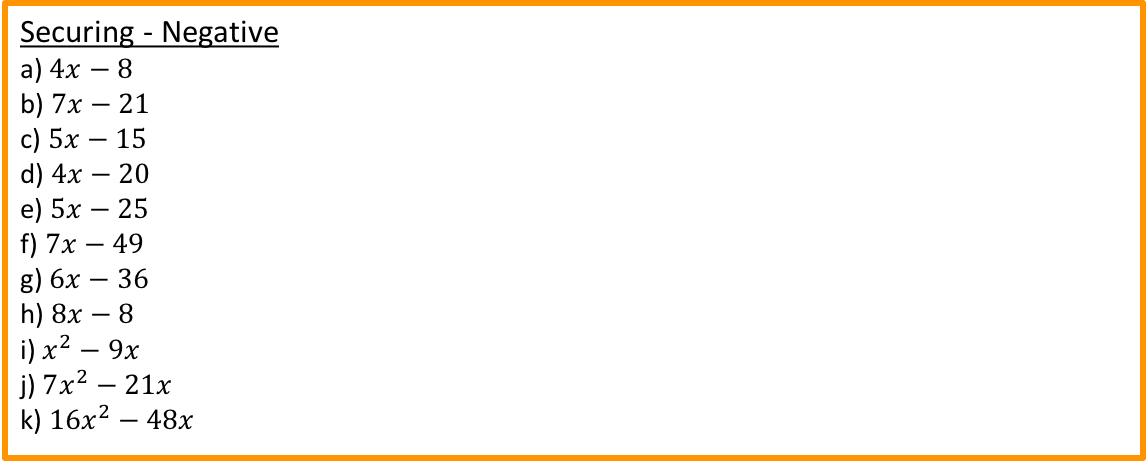 Securing - Negative
a) 4𝑥 − 8
b) 7𝑥 − 21
c) 5𝑥 − 15
d) 4𝑥 − 20
e) 5𝑥 − 25
f) 7𝑥 − 49
g) 6𝑥 − 36
h) 8𝑥 − 8
i) 𝑥² − 9𝑥
j) 7𝑥² − 21𝑥
k) 16𝑥² − 48𝑥